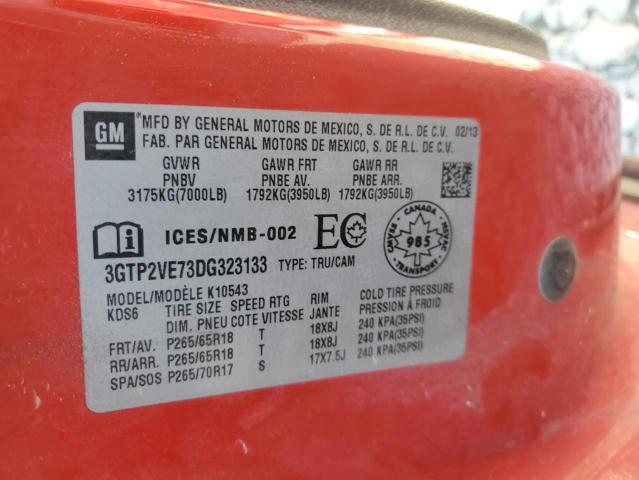 GM
*MFD BY GENERAL MOTORS DE MEXICO, S. DE R.L. DE C.V. 02/13
FAB. PAR GENERAL MOTORS DE MEXICO, S. DE R.L. DE C.V.
GVWR GAWR FRT GAWR RR
PNBV PNBE AV. PNBE ARR.
3175KG(7000LB) 1792KG(3950LB) 1792KG(3950LB)
ICES/NMB-002 EC
CANADA
CMVSS 985 NSVAC
TRANSPORT
3GTP2VE73DG323133 TYPE: TRU/CAM
MODEL/MODÈLE K10543
KDS6 TIRE SIZE SPEED RTG RIM COLD TIRE PRESSURE
DIM. PNEU COTE VITESSE JANTE PRESSION À FROID
FRT/AV. P265/65R18 T 18X8J 240 KPA(35PSI)
RR/ARR. P265/65R18 T 18X8J 240 KPA(35PSI)
SPA/SOS P265/70R17 S 17X7.5J 240 KPA(35PSI)